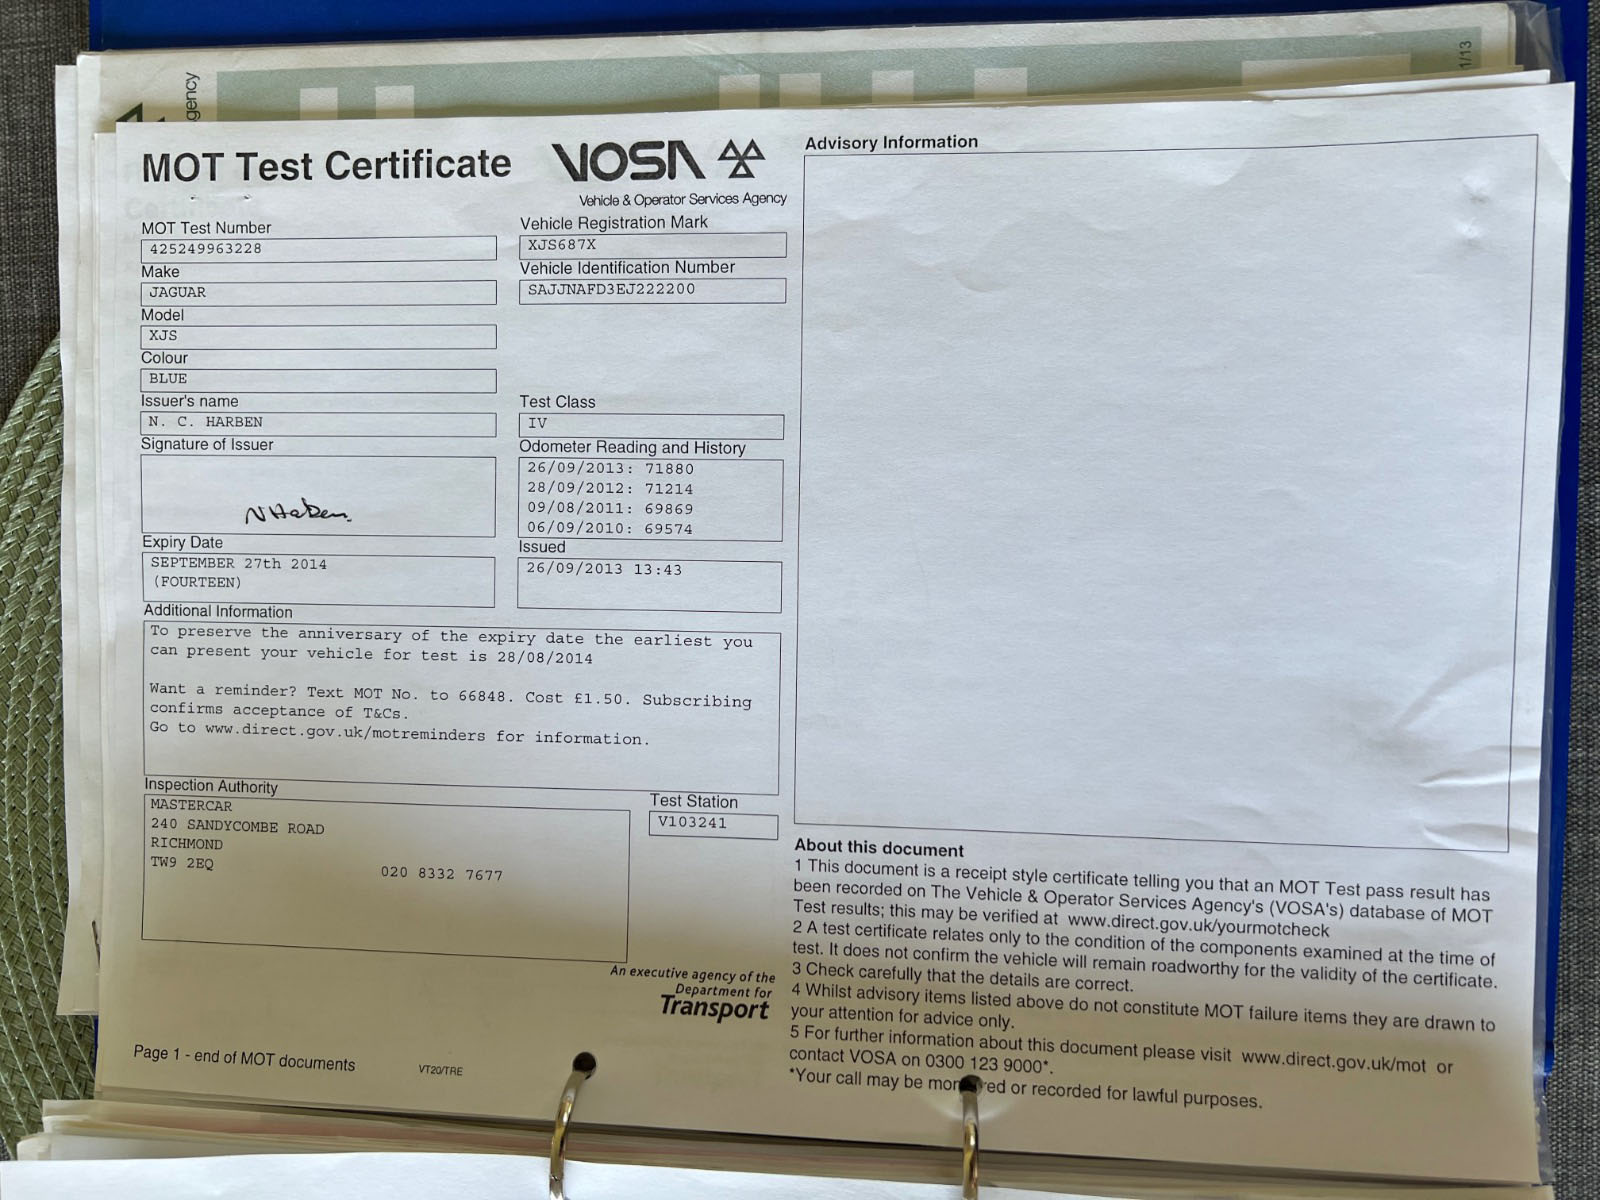 gency
1/13
MOT Test Certificate
VOSA
Vehicle & Operator Services Agency
MOT Test Number
425249963228
Vehicle Registration Mark
XJS687X
Make
JAGUAR
Vehicle Identification Number
SAJJNAFD3EJ222200
Model
XJS
Colour
BLUE
Issuer's name
N. C. HARBEN
Test Class
IV
Signature of Issuer
N Harben.
Odometer Reading and History
26/09/2013: 71880
28/09/2012: 71214
09/08/2011: 69869
06/09/2010: 69574
Expiry Date
SEPTEMBER 27th 2014
(FOURTEEN)
Issued
26/09/2013 13:43
Additional Information
To preserve the anniversary of the expiry date the earliest you
can present your vehicle for test is 28/08/2014
Want a reminder? Text MOT No. to 66848. Cost £1.50. Subscribing
confirms acceptance of T&Cs.
Go to www.direct.gov.uk/motreminders for information.
Inspection Authority
MASTERCAR
240 SANDYCOMBE ROAD
RICHMOND
TW9 2EQ
020 8332 7677
Test Station
V103241
An executive agency of the
Department for
Transport
Page 1 - end of MOT documents
VT20/TRE
Advisory Information
About this document
1 This document is a receipt style certificate telling you that an MOT Test pass result has
been recorded on The Vehicle & Operator Services Agency's (VOSA's) database of MOT
Test results; this may be verified at www.direct.gov.uk/yourmotcheck
2 A test certificate relates only to the condition of the components examined at the time of
test. It does not confirm the vehicle will remain roadworthy for the validity of the certificate.
3 Check carefully that the details are correct.
4 Whilst advisory items listed above do not constitute MOT failure items they are drawn to
your attention for advice only.
5 For further information about this document please visit www.direct.gov.uk/mot or
contact VOSA on 0300 123 9000*.
*Your call may be monitored or recorded for lawful purposes.